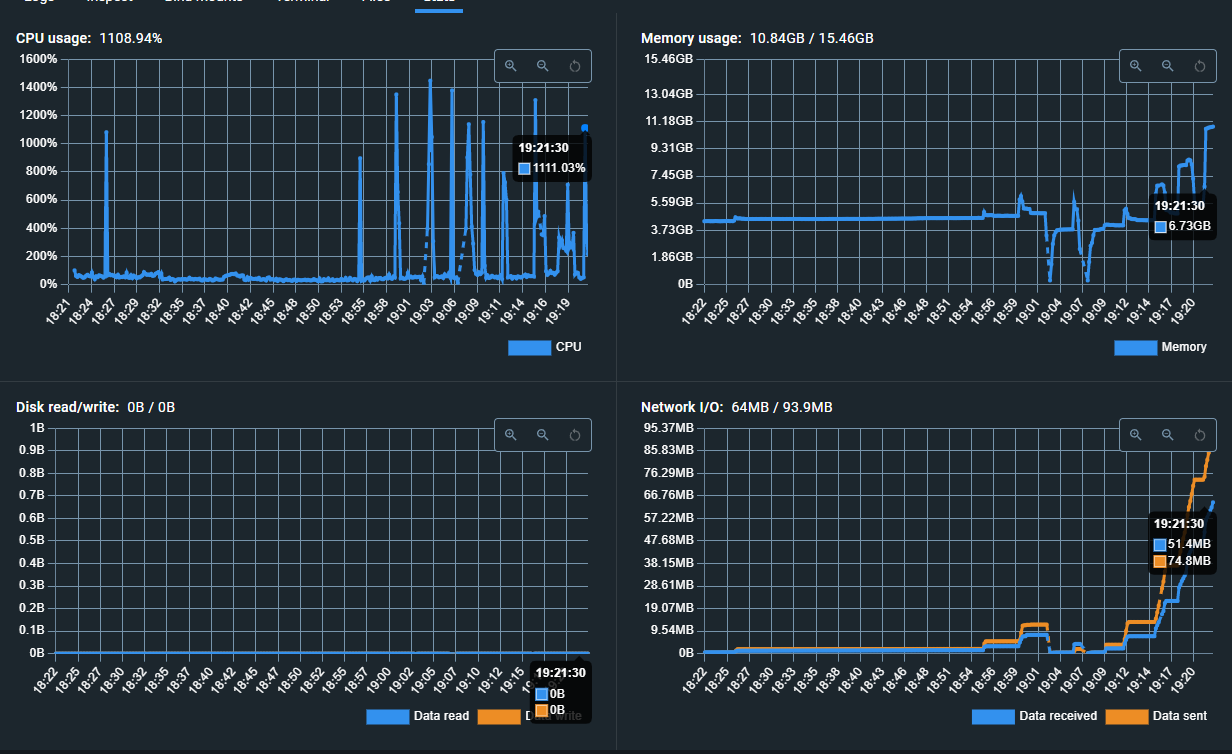 Logs Inspect Bind mounts Terminal Files Stats
CPU usage: 1108.94%
1600%
1400%
1200%
1000%
800%
600%
400%
200%
0%
19:21:30
1111.03%
18:21 18:24 18:27 18:29 18:32 18:35 18:37 18:40 18:42 18:45 18:48 18:50 18:53 18:55 18:58 19:01 19:03 19:06 19:09 19:11 19:14 19:16 19:19
CPU
Memory usage: 10.84GB / 15.46GB
15.46GB
13.04GB
11.18GB
9.31GB
7.45GB
5.59GB
3.73GB
1.86GB
0B
19:21:30
6.73GB
18:22 18:25 18:27 18:30 18:33 18:35 18:38 18:40 18:43 18:46 18:48 18:51 18:54 18:56 18:59 19:01 19:04 19:07 19:09 19:12 19:14 19:17 19:20
Memory
Disk read/write: 0B / 0B
1B
0.9B
0.8B
0.7B
0.6B
0.5B
0.4B
0.3B
0.2B
0.1B
0B
18:22 18:25 18:27 18:30 18:32 18:35 18:37 18:40 18:42 18:45 18:47 18:50 18:52 18:55 18:57 19:00 19:02 19:05 19:07 19:10 19:12 19:15
19:21:30
0B
0B
Data read Data write
Network I/O: 64MB / 93.9MB
95.37MB
85.83MB
76.29MB
66.76MB
57.22MB
47.68MB
38.15MB
28.61MB
19.07MB
9.54MB
0B
19:21:30
51.4MB
74.8MB
18:22 18:25 18:27 18:30 18:33 18:35 18:38 18:40 18:43 18:46 18:48 18:51 18:54 18:56 18:59 19:01 19:04 19:07 19:09 19:12 19:14 19:17 19:20
Data received Data sent